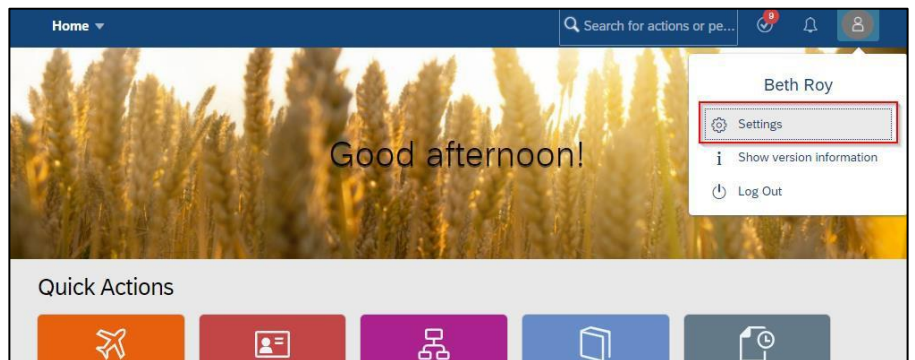 Home
Search for actions or pe...
9
Beth Roy
Settings
i Show version information
Log Out
Good afternoon!
Quick Actions